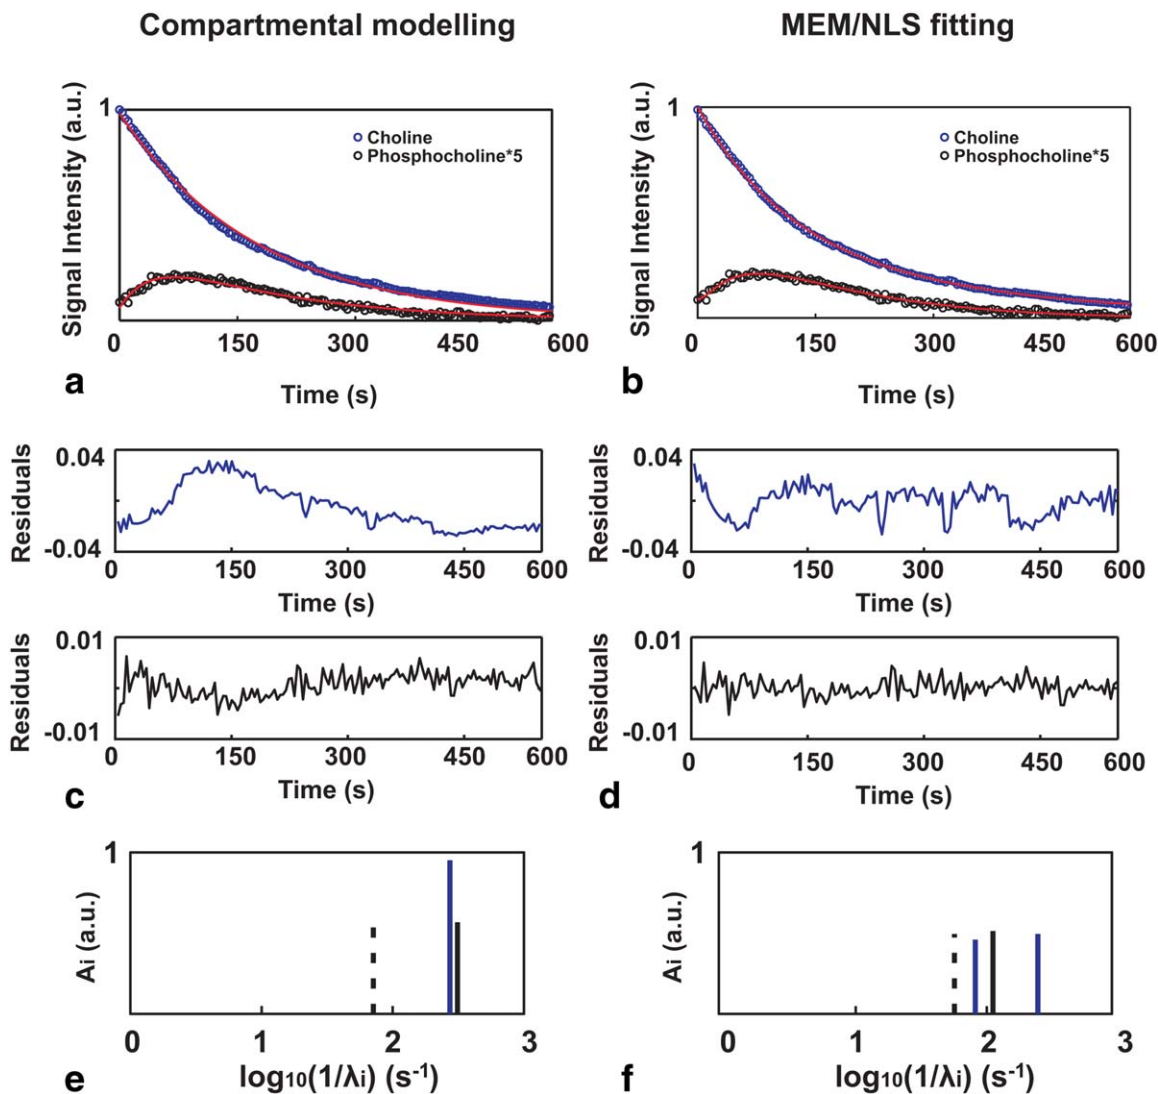 Compartmental modelling
MEM/NLS fitting
Signal Intensity (a.u.)
1
Choline
Phosphocholine*5
0 150 300 450 600
Time (s)
a
Signal Intensity (a.u.)
1
Choline
Phosphocholine*5
0 150 300 450 600
Time (s)
b
Residuals
0.04
-0.04
0 150 300 450 600
Time (s)
Residuals
0.01
-0.01
0 150 300 450 600
Time (s)
c
Residuals
0.04
-0.04
0 150 300 450 600
Time (s)
Residuals
0.01
-0.01
0 150 300 450 600
Time (s)
d
1
Ai (a.u.)
0 1 2 3
log10(1/λi) (s-1)
e
1
Ai (a.u.)
0 1 2 3
log10(1/λi) (s-1)
f